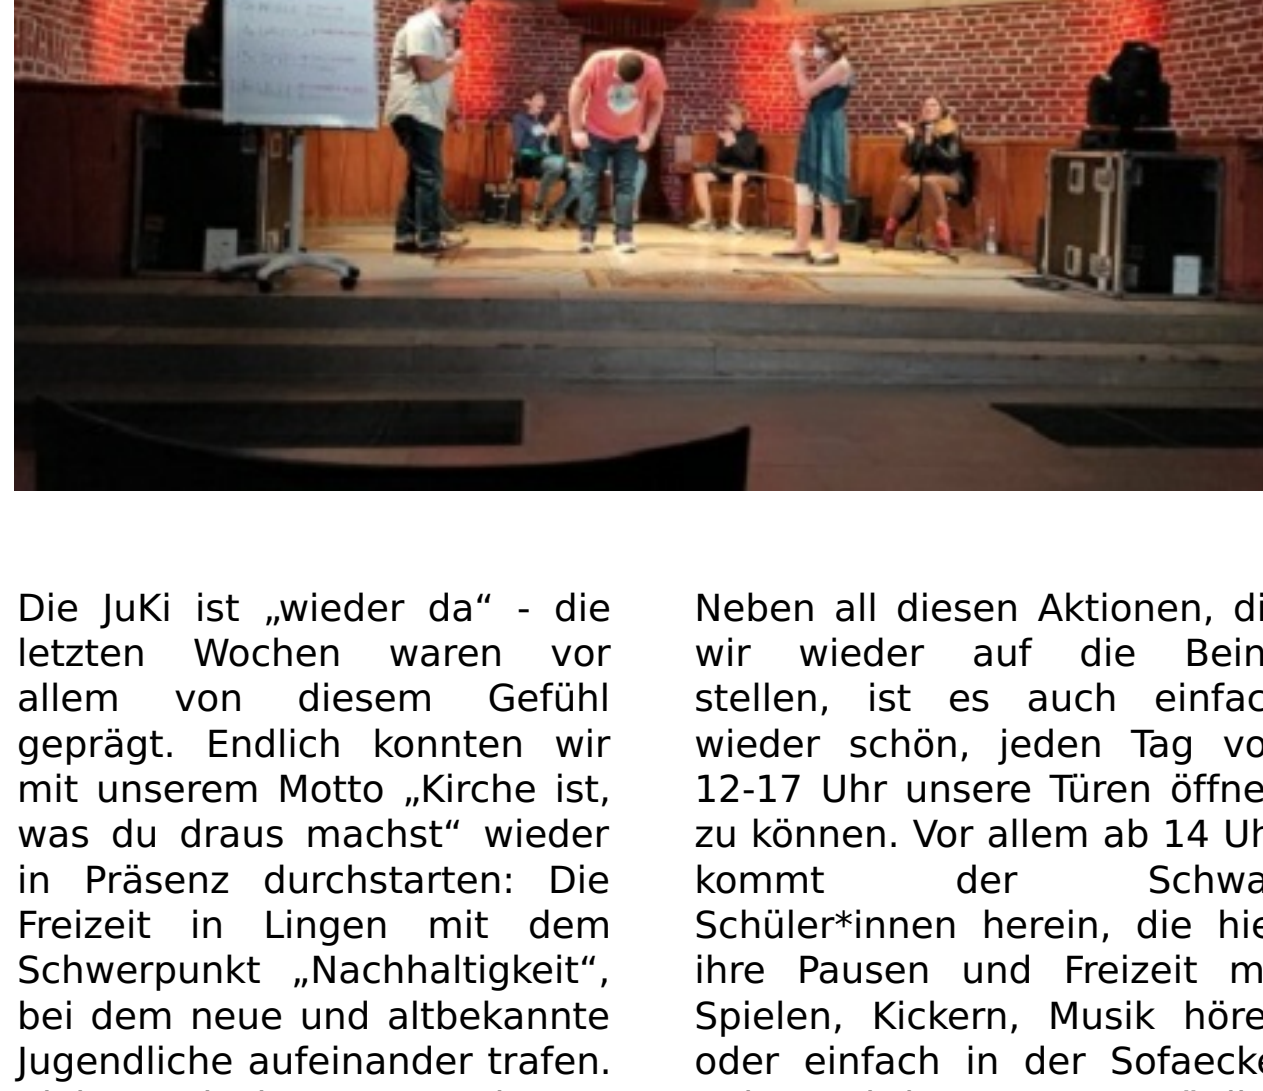 Die JuKi ist „wieder da“ - die
letzten Wochen waren vor
allem von diesem Gefühl
geprägt. Endlich konnten wir
mit unserem Motto „Kirche ist,
was du draus machst“ wieder
in Präsenz durchstarten: Die
Freizeit in Lingen mit dem
Schwerpunkt „Nachhaltigkeit“,
bei dem neue und altbekannte
Jugendliche aufeinander trafen.
Neben all diesen Aktionen, di
wir wieder auf die Bein
stellen, ist es auch einfac
wieder schön, jeden Tag vo
12-17 Uhr unsere Türen öffne
zu können. Vor allem ab 14 Uh
kommt der Schwa
Schüler*innen herein, die hie
ihre Pausen und Freizeit m
Spielen, Kickern, Musik höre
oder einfach in der Sofaecke